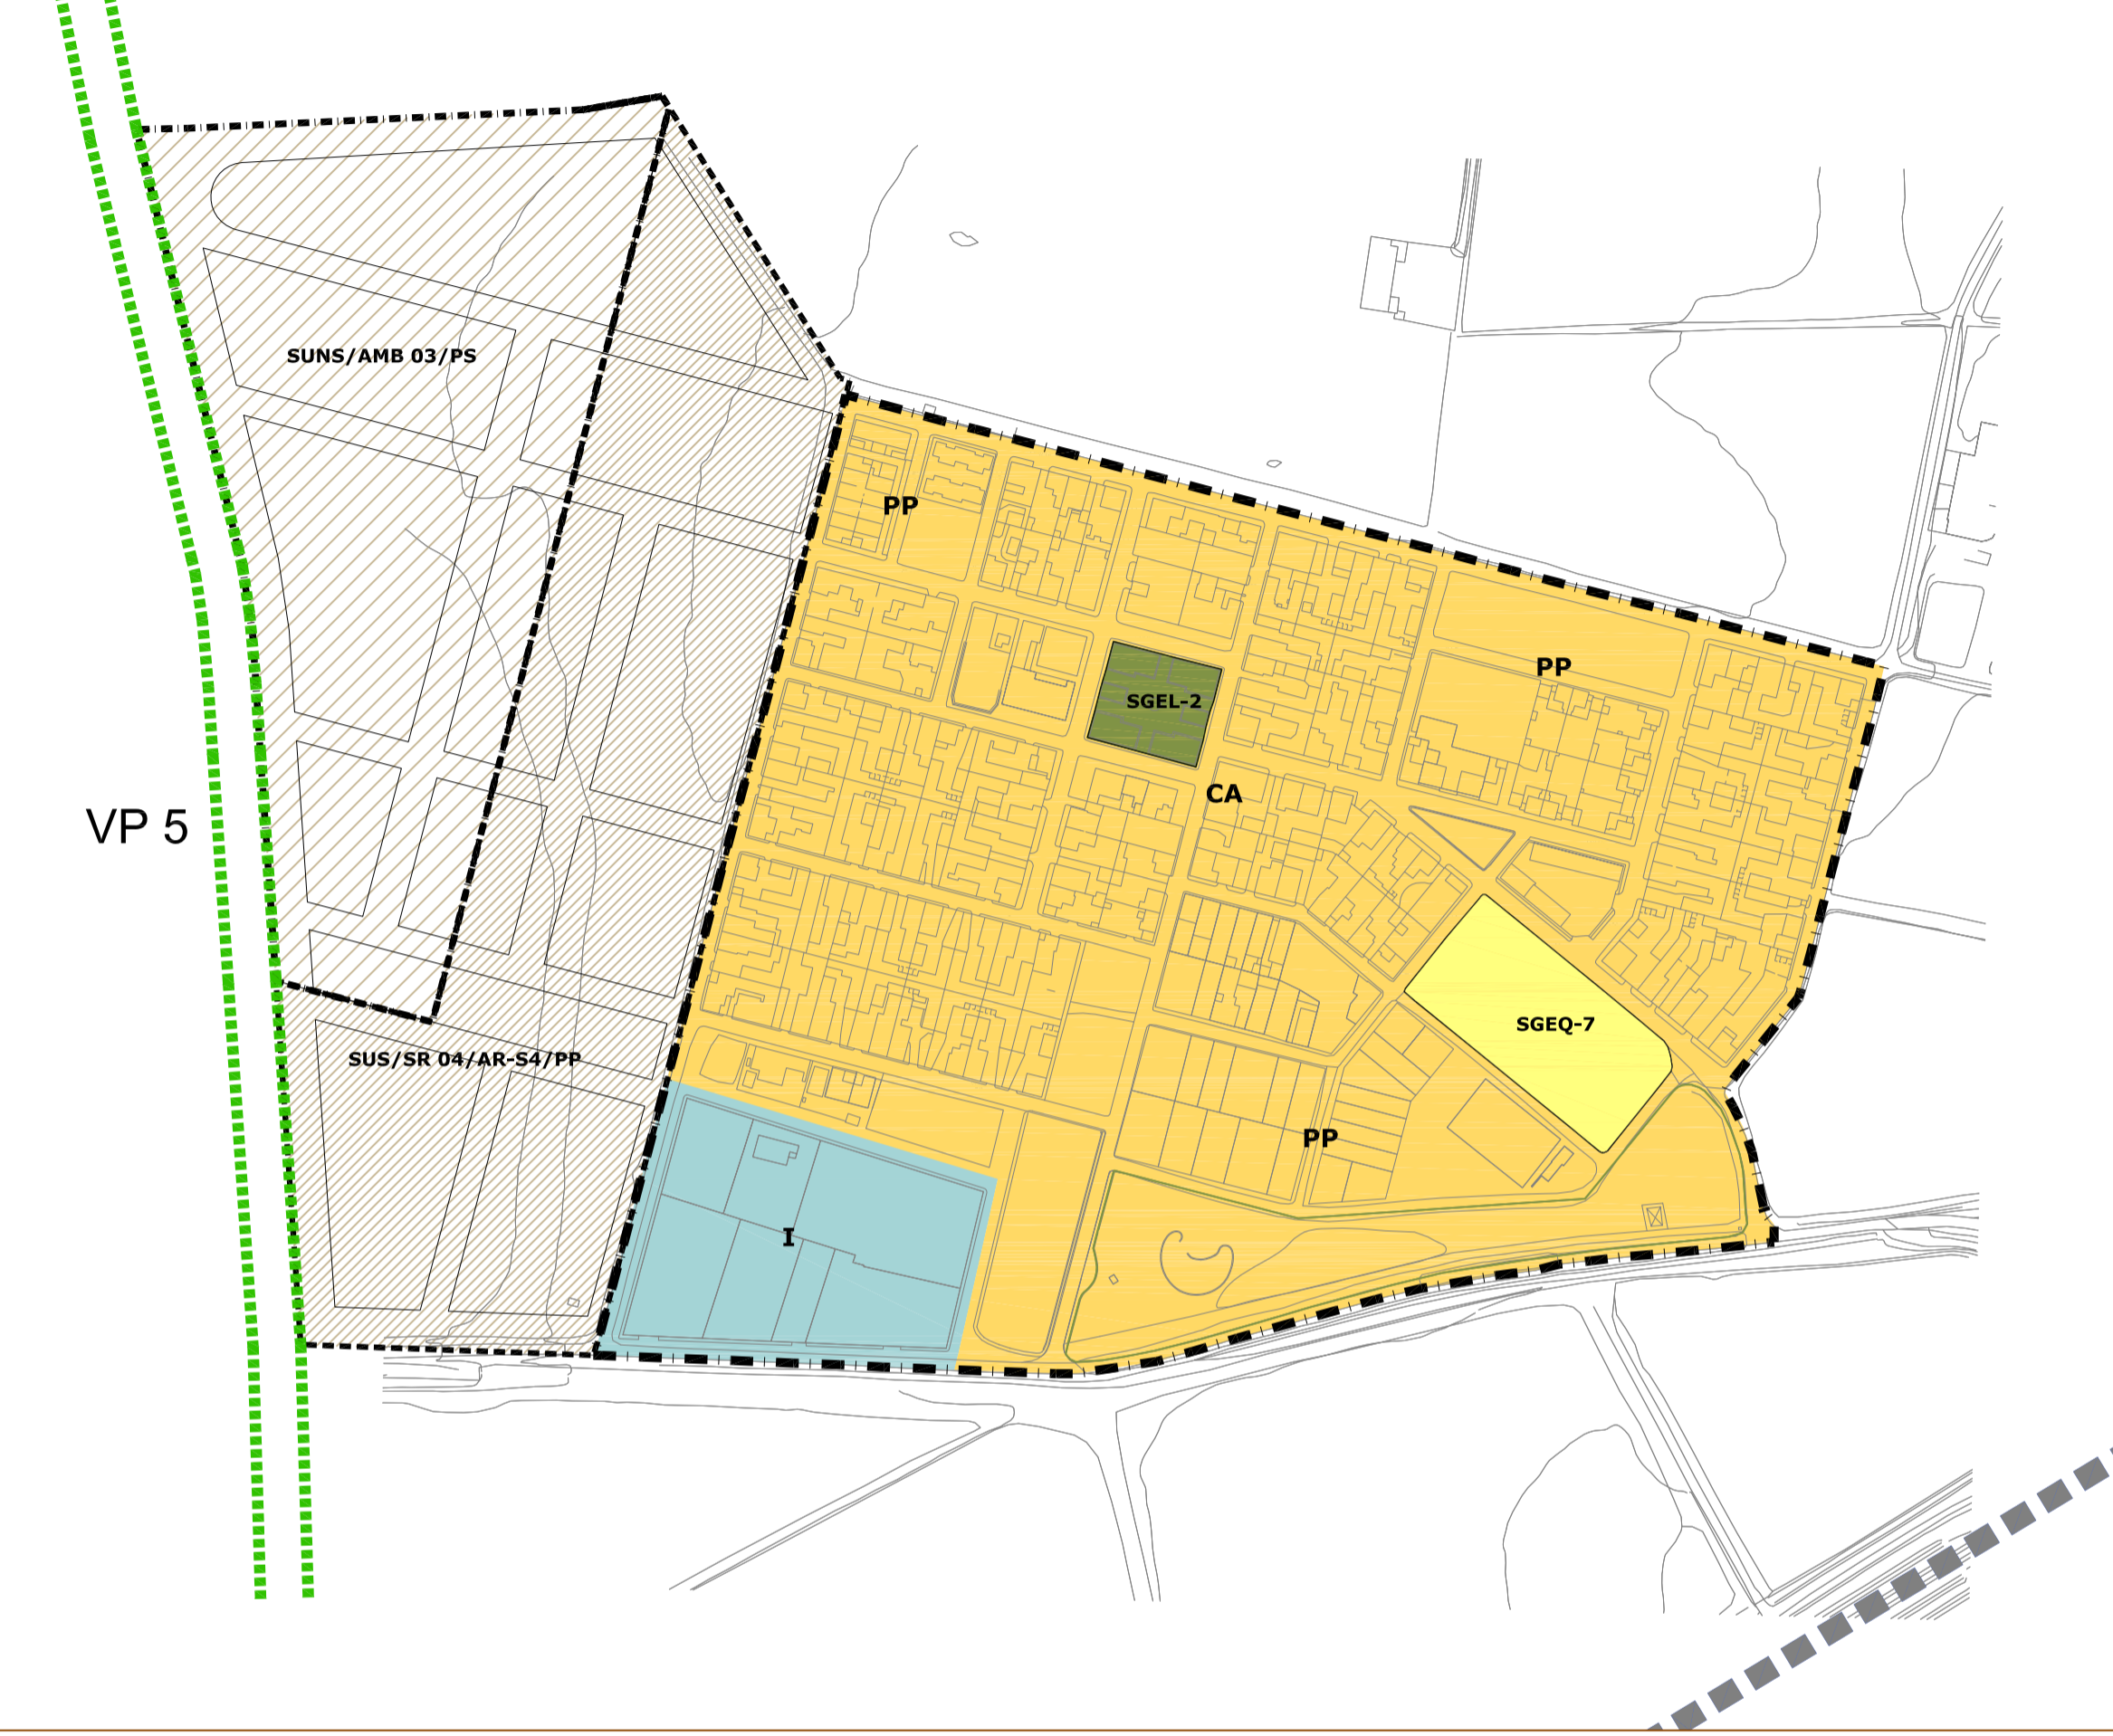 SUNS/AMB 03/PS
PP
PP
SGEL-2
CA
VP 5
SGEQ-7
SUS/SR 04/AR-S4/PP
PP
I